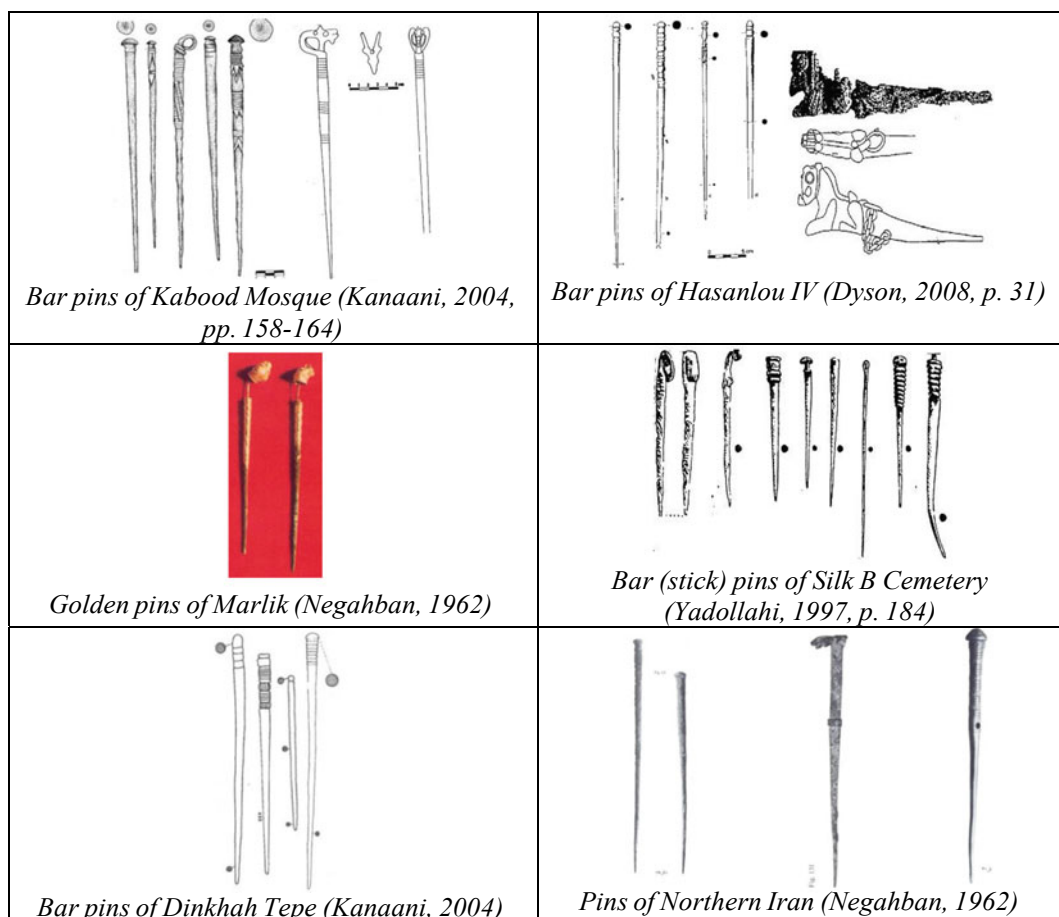 Bar pins of Kabood Mosque (Kanaani, 2004,
pp. 158-164)
Bar pins of Hasanlou IV (Dyson, 2008, p. 31)
Golden pins of Marlik (Negahban, 1962)
Bar (stick) pins of Silk B Cemetery
(Yadollahi, 1997, p. 184)
Bar pins of Dinkhah Tepe (Kanaani, 2004)
Pins of Northern Iran (Negahban, 1962)